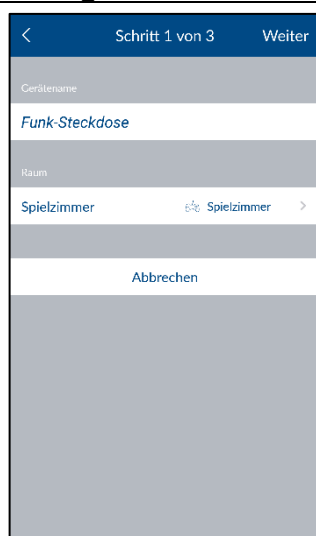 Schritt 1 von 3 Weiter
Gerätename
Funk-Steckdose
Raum
Spielzimmer Spielzimmer
Abbrechen